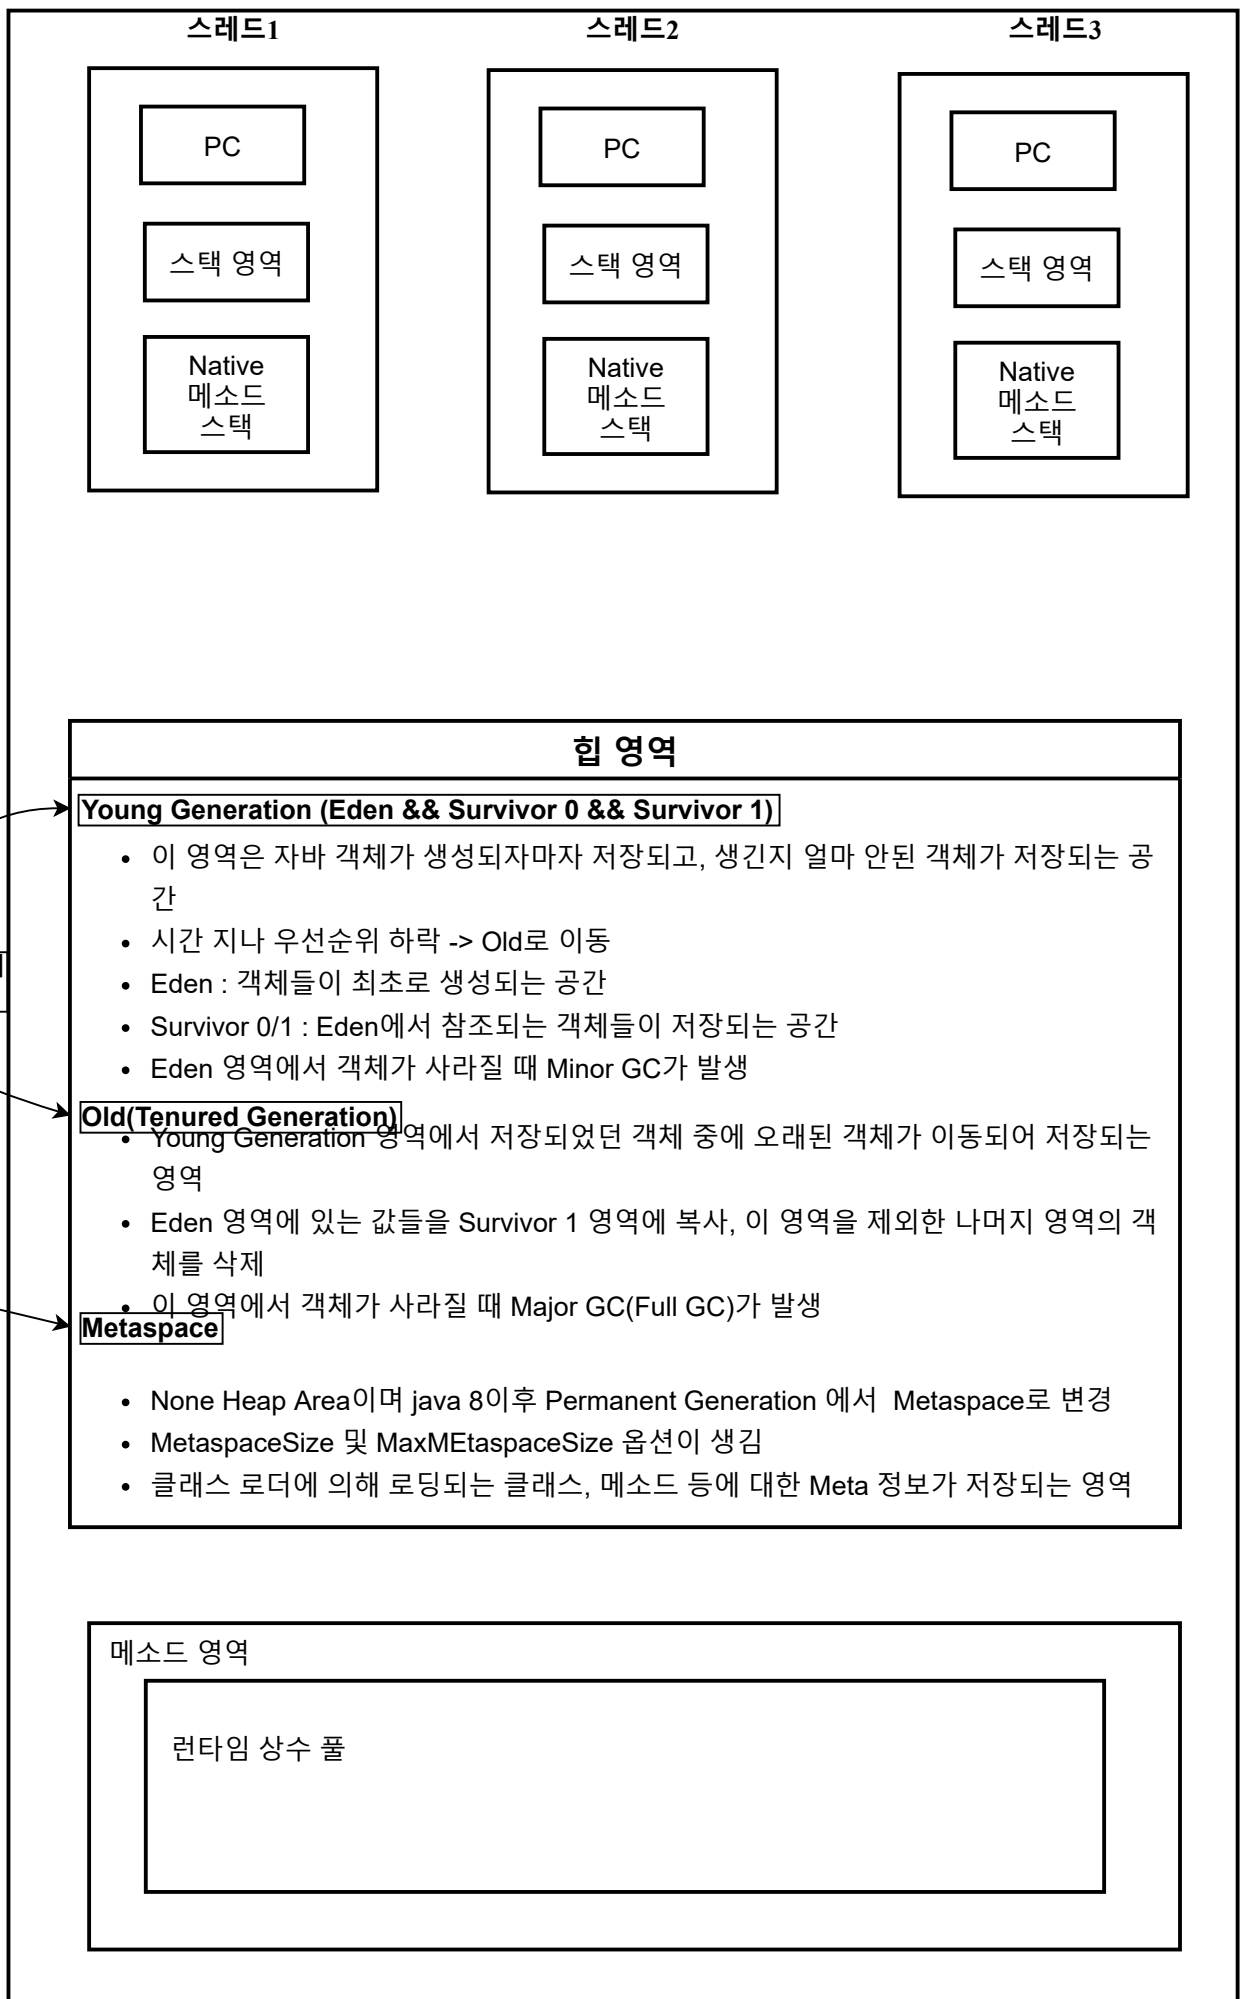 스레드1
스레드2
스레드3
PC
PC
PC
스택 영역
스택 영역
스택 영역
Native
메소드
스택
Native
메소드
스택
Native
메소드
스택
힙 영역
Young Generation (Eden && Survivor 0 && Survivor 1)
이 영역은 자바 객체가 생성되자마자 저장되고, 생긴지 얼마 안된 객체가 저장되는 공
간
시간 지나 우선순위 하락 -> Old로 이동
Eden : 객체들이 최초로 생성되는 공간
Survivor 0/1 : Eden에서 참조되는 객체들이 저장되는 공간
Eden 영역에서 객체가 사라질 때 Minor GC가 발생
Old(Tenured Generation)
Young Generation 영역에서 저장되었던 객체 중에 오래된 객체가 이동되어 저장되는
영역
Eden 영역에 있는 값들을 Survivor 1 영역에 복사, 이 영역을 제외한 나머지 영역의 객
체를 삭제
이 영역에서 객체가 사라질 때 Major GC(Full GC)가 발생
Metaspace
None Heap Area이며 java 8이후 Permanent Generation 에서  Metaspace로 변경
MetaspaceSize 및 MaxMEtaspaceSize 옵션이 생김
클래스 로더에 의해 로딩되는 클래스, 메소드 등에 대한 Meta 정보가 저장되는 영역
메소드 영역
런타임 상수 풀